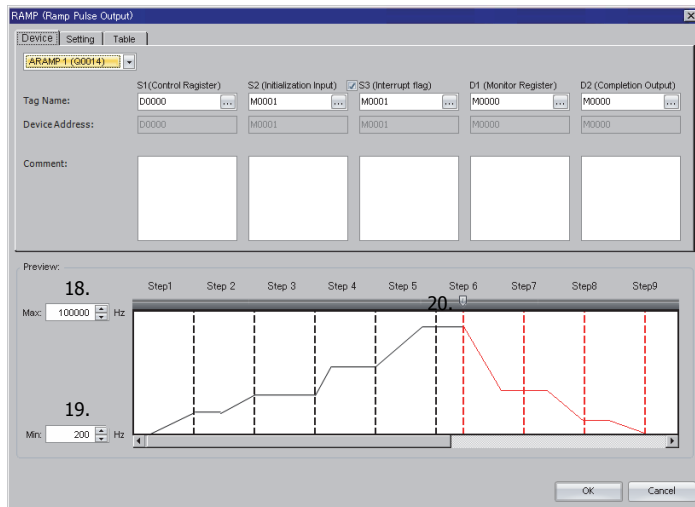 RAMP (Ramp Pulse Output)
Device Setting Table
ARAMP 1 (Q0014)
S1(Control Register) S2 (Initialization Input) S3 (Interrupt flag) D1 (Monitor Register) D2 (Completion Output)
Tag Name: D0000 ... M0001 ... M0001 ... M0000 ... M0000 ...
Device Address: D0000 M0001 M0001 M0000 M0000
Comment:
Preview:
18. Step1 Step 2 Step 3 Step 4 Step 5 Step 6 Step7 Step8 Step9
20.
Max: 100000 Hz
19.
Min: 200 Hz
OK Cancel